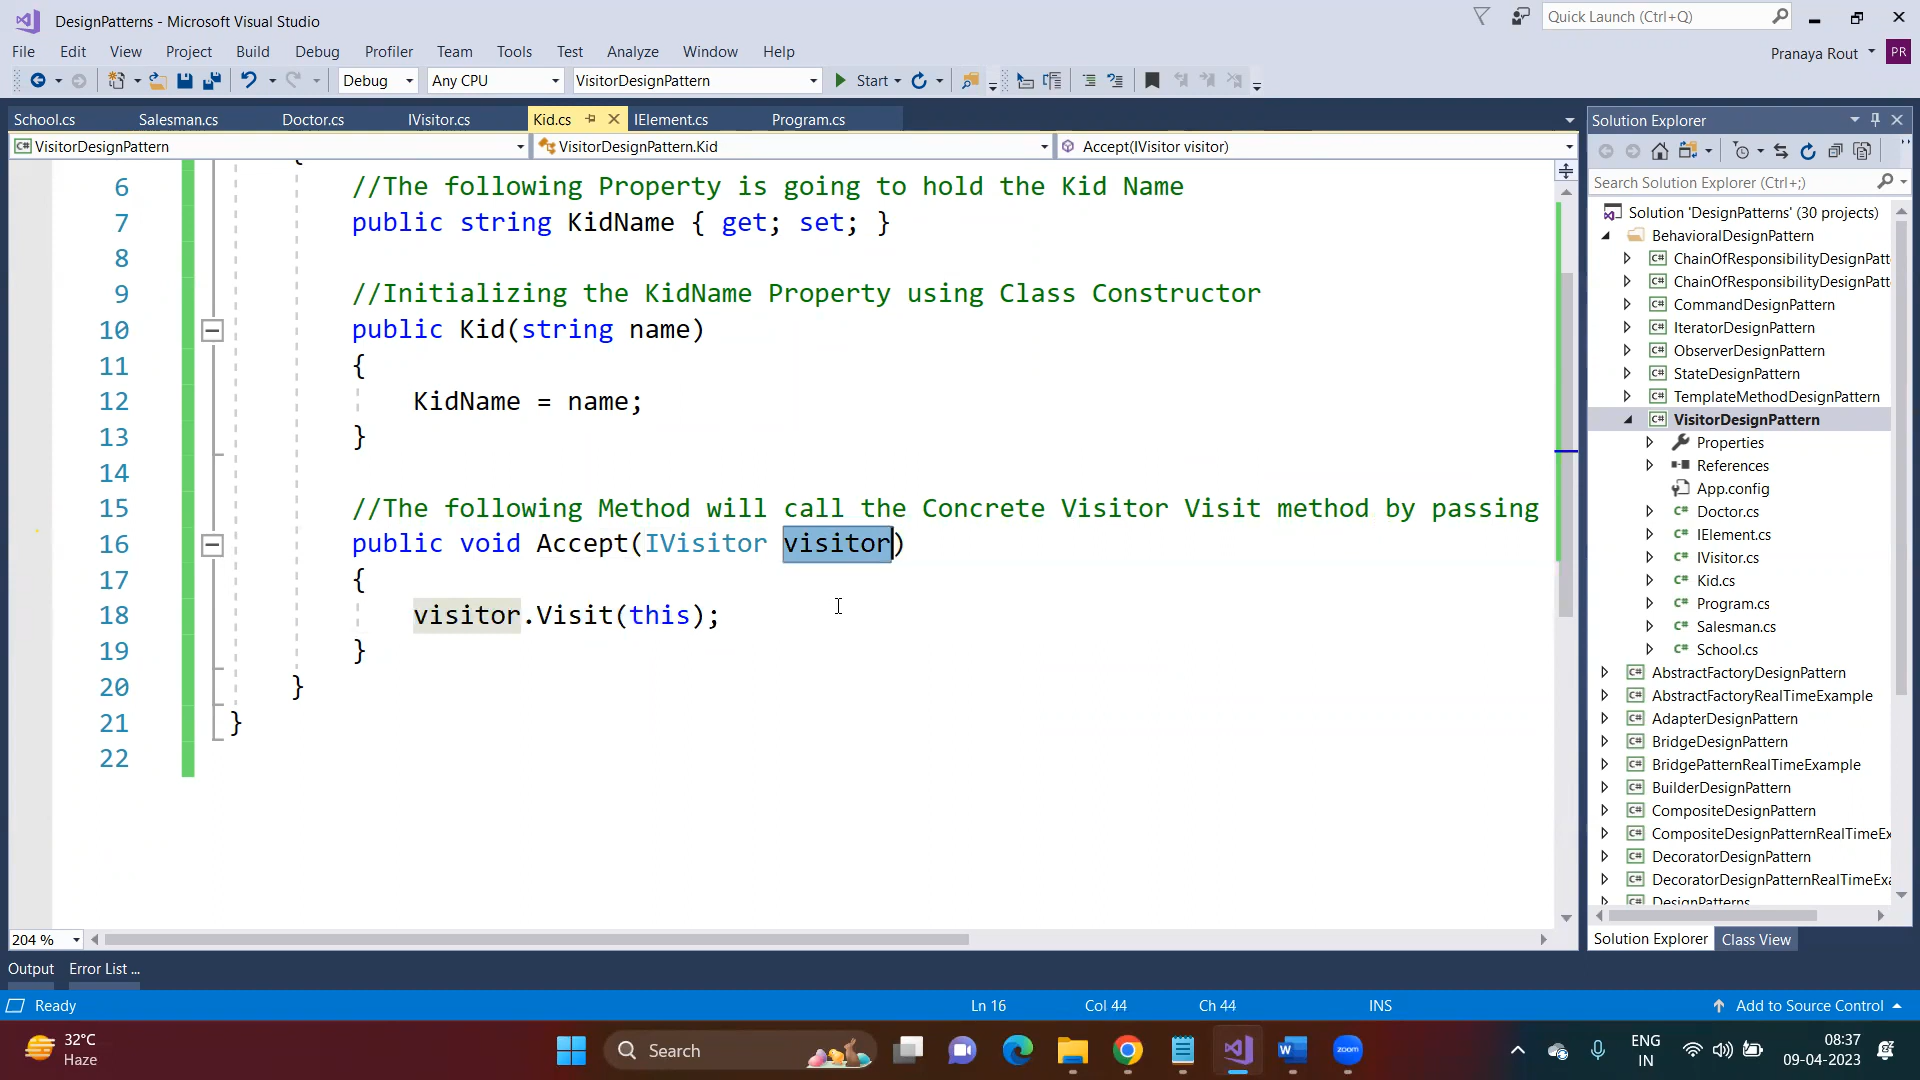 DesignPatterns - Microsoft Visual Studio
Quick Launch (Ctrl+Q)
File Edit View Project Build Debug Profiler Team Tools Test Analyze Window Help
Pranaya Rout PR
Debug Any CPU VisitorDesignPattern Start
School.cs Salesman.cs Doctor.cs IVisitor.cs Kid.cs IElement.cs Program.cs
VisitorDesignPattern VisitorDesignPattern.Kid Accept(IVisitor visitor)
6 //The following Property is going to hold the Kid Name
7 public string KidName { get; set; }
8
9 //Initializing the KidName Property using Class Constructor
10 public Kid(string name)
11 {
12 KidName = name;
13 }
14
15 //The following Method will call the Concrete Visitor Visit method by passing
16 public void Accept(IVisitor visitor)
17 {
18 visitor.Visit(this);
19 }
20 }
21 }
22
204 %
Solution Explorer
Search Solution Explorer (Ctrl+;)
Solution 'DesignPatterns' (30 projects)
BehavioralDesignPattern
C# ChainOfResponsibilityDesignPatt
C# ChainOfResponsibilityDesignPatt
C# CommandDesignPattern
C# IteratorDesignPattern
C# ObserverDesignPattern
C# StateDesignPattern
C# TemplateMethodDesignPattern
C# VisitorDesignPattern
Properties
References
App.config
C# Doctor.cs
C# IElement.cs
C# IVisitor.cs
C# Kid.cs
C# Program.cs
C# Salesman.cs
C# School.cs
C# AbstractFactoryDesignPattern
C# AbstractFactoryRealTimeExample
C# AdapterDesignPattern
C# BridgeDesignPattern
C# BridgePatternRealTimeExample
C# BuilderDesignPattern
C# CompositeDesignPattern
C# CompositeDesignPatternRealTimeEx
C# DecoratorDesignPattern
C# DecoratorDesignPatternRealTimeExa
C# DesignPatterns
Solution Explorer Class View
Output Error List ...
Ready Ln 16 Col 44 Ch 44 INS Add to Source Control
32°C
Haze
Search
zoom
ENG
IN
08:37
09-04-2023